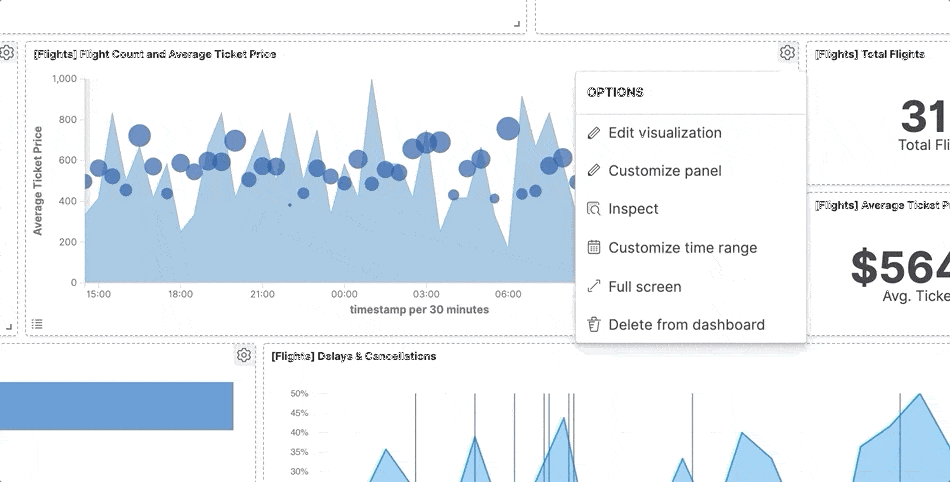 [Flights] Flight Count and Average Ticket Price
1,000
800
600
400
200
0
Average Ticket Price
15:00
18:00
21:00
00:00
03:00
06:00
timestamp per 30 minutes
OPTIONS
Edit visualization
Customize panel
Inspect
Customize time range
Full screen
Delete from dashboard
[Flights] Total Flights
31
Total Fli
[Flights] Average Ticket P
$564
Avg. Ticke
[Flights] Delays & Cancellations
50%
45%
40%
35%
30%